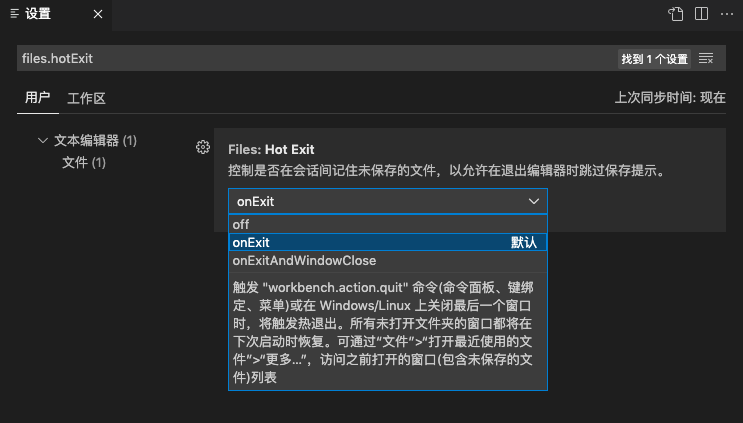 设置
files.hotExit
找到 1 个设置
用户
工作区
上次同步时间: 现在
文本编辑器 (1)
文件 (1)
Files: Hot Exit
控制是否在会话间记住未保存的文件，以允许在退出编辑器时跳过保存提示。
onExit
off
onExit 默认
onExitAndWindowClose
触发 "workbench.action.quit" 命令(命令面板、键绑
定、菜单)或在 Windows/Linux 上关闭最后一个窗口
时，将触发热退出。所有未打开文件夹的窗口都将在
下次启动时恢复。可通过“文件”>“打开最近使用的文
件”>“更多…”，访问之前打开的窗口(包含未保存的文
件)列表